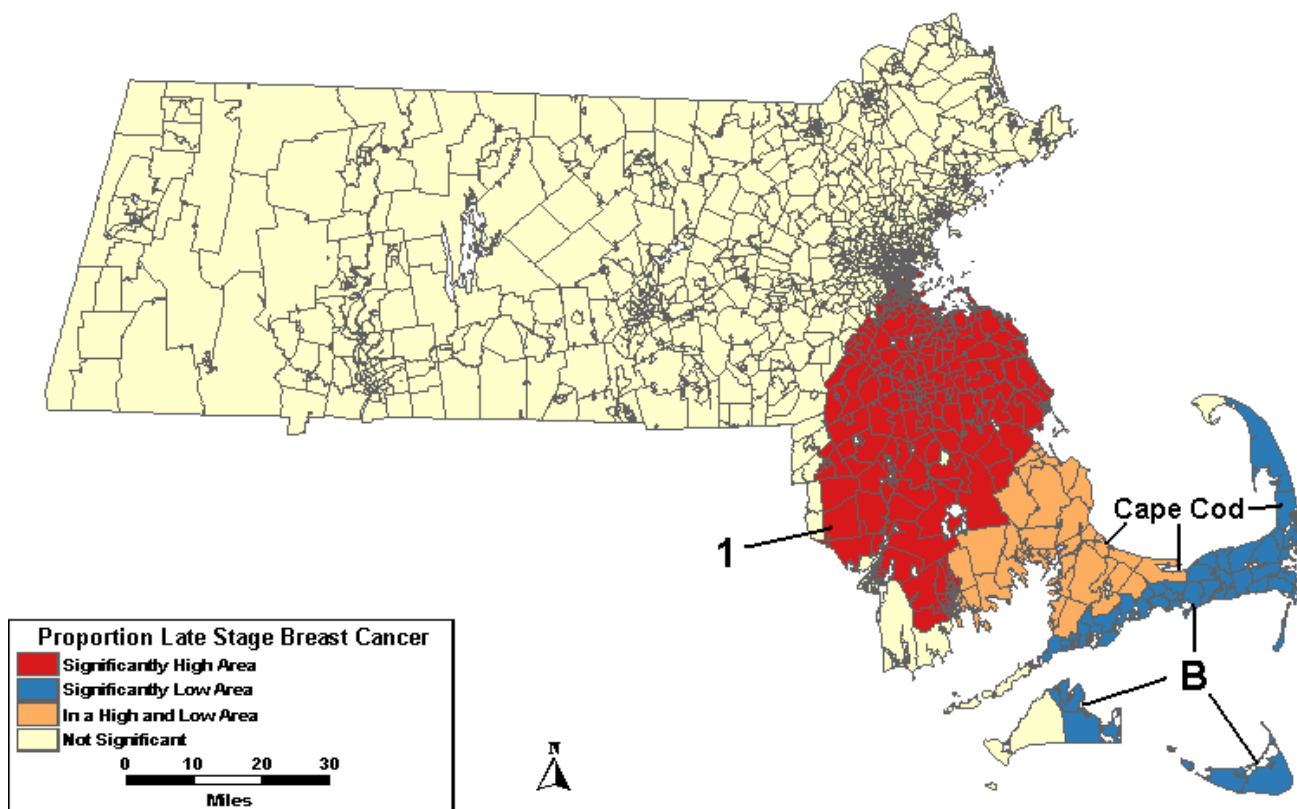 Cape Cod
1
B
Proportion Late Stage Breast Cancer
Significantly High Area
Significantly Low Area
In a High and Low Area
Not Significant
0 10 20 30
Miles
N